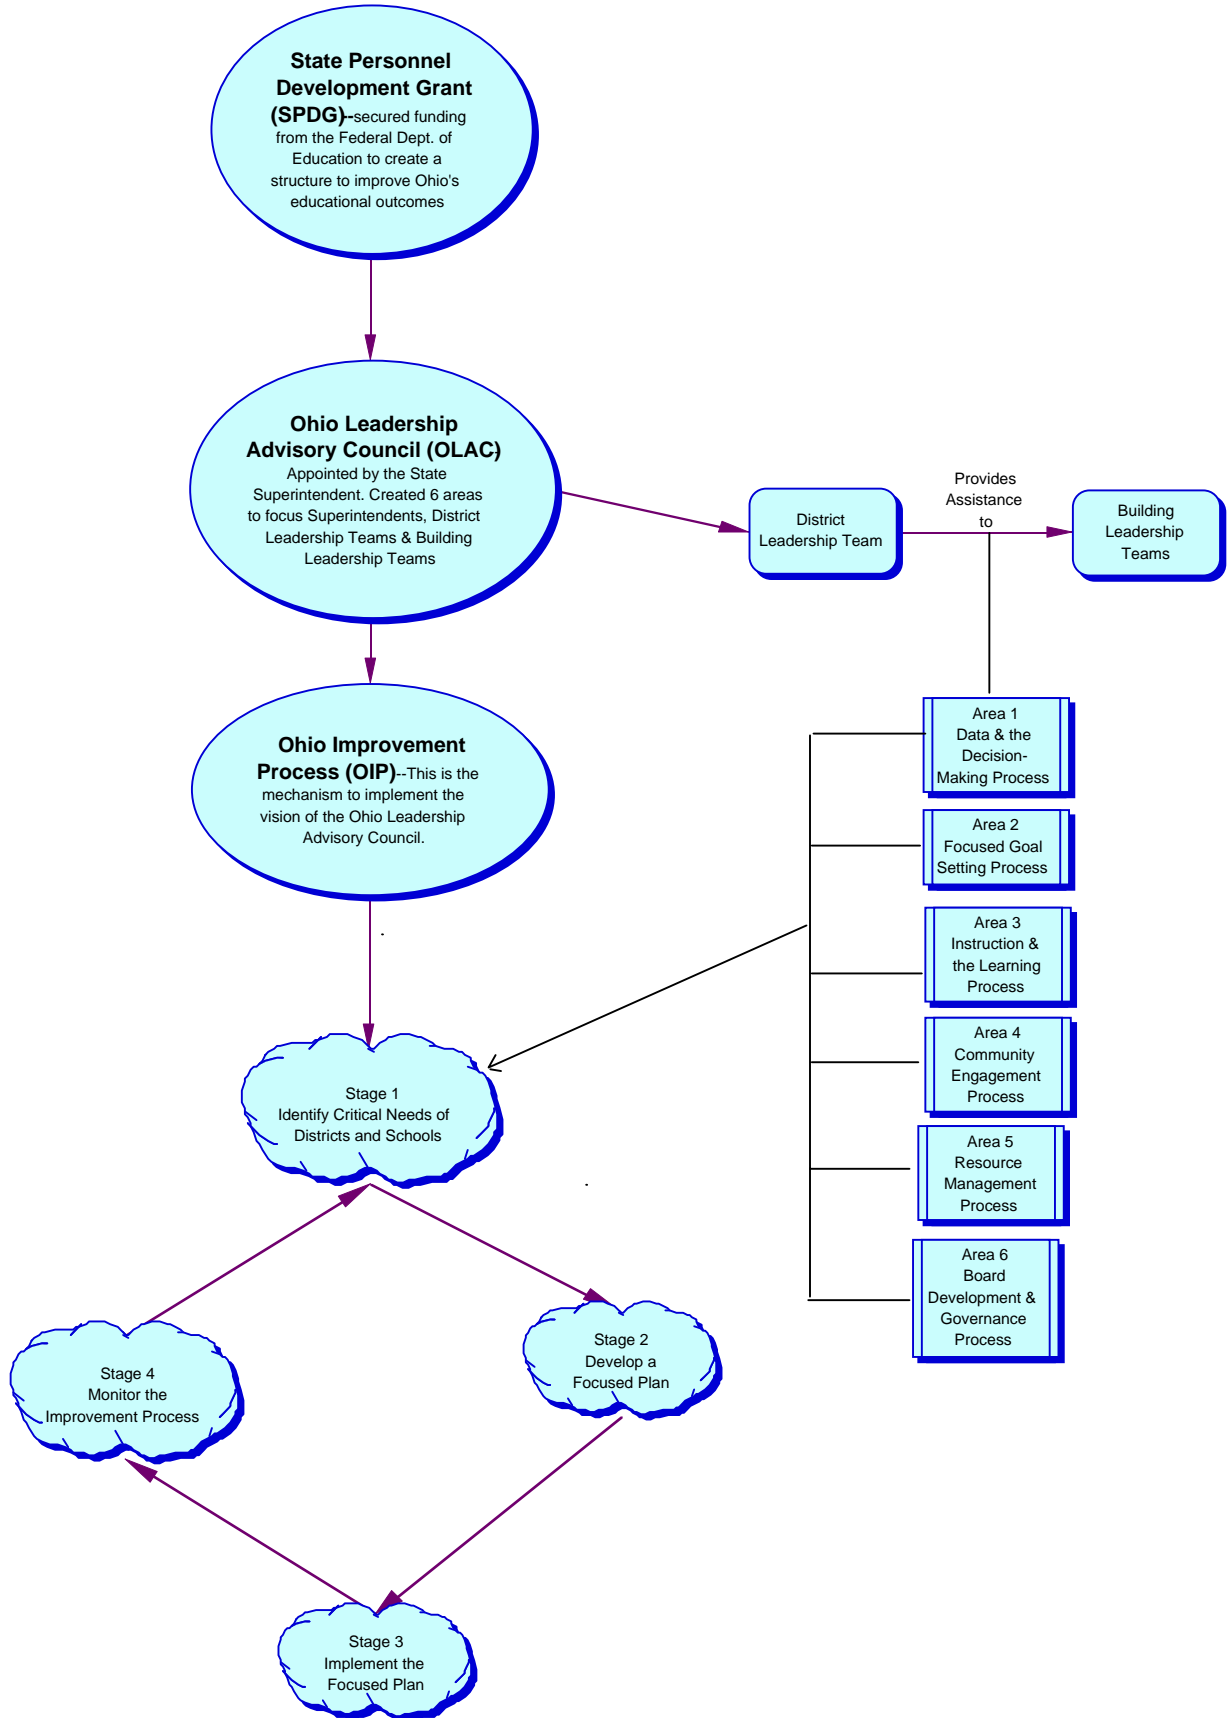 State Personnel
Development Grant
(SPDG)--secured funding
from the Federal Dept. of
Education to create a
structure to improve Ohio's
educational outcomes
Ohio Leadership
Advisory Council (OLAC)-
Appointed by the State
Superintendent. Created 6 areas
to focus Superintendents, District
Leadership Teams & Building
Leadership Teams
District
Leadership Team
Provides
Assistance
to
Building
Leadership
Teams
Ohio Improvement
Process (OIP)--This is the
mechanism to implement the
vision of the Ohio Leadership
Advisory Council.
Area 1
Data & the
Decision-
Making Process
Area 2
Focused Goal
Setting Process
Area 3
Instruction &
the Learning
Process
Area 4
Community
Engagement
Process
Area 5
Resource
Management
Process
Area 6
Board
Development &
Governance
Process
Stage 1
Identify Critical Needs of
Districts and Schools
Stage 2
Develop a
Focused Plan
Stage 3
Implement the
Focused Plan
Stage 4
Monitor the
Improvement Process